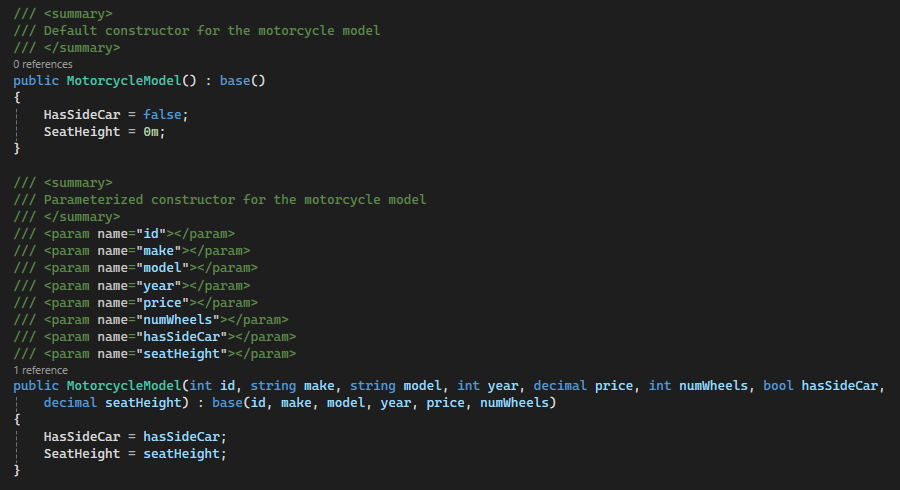 /// <summary>
/// Default constructor for the motorcycle model
/// </summary>
0 references
public MotorcycleModel() : base()
{
    HasSideCar = false;
    SeatHeight = 0m;
}

/// <summary>
/// Parameterized constructor for the motorcycle model
/// </summary>
/// <param name="id"></param>
/// <param name="make"></param>
/// <param name="model"></param>
/// <param name="year"></param>
/// <param name="price"></param>
/// <param name="numWheels"></param>
/// <param name="hasSideCar"></param>
/// <param name="seatHeight"></param>
1 reference
public MotorcycleModel(int id, string make, string model, int year, decimal price, int numWheels, bool hasSideCar,
    decimal seatHeight) : base(id, make, model, year, price, numWheels)
{
    HasSideCar = hasSideCar;
    SeatHeight = seatHeight;
}